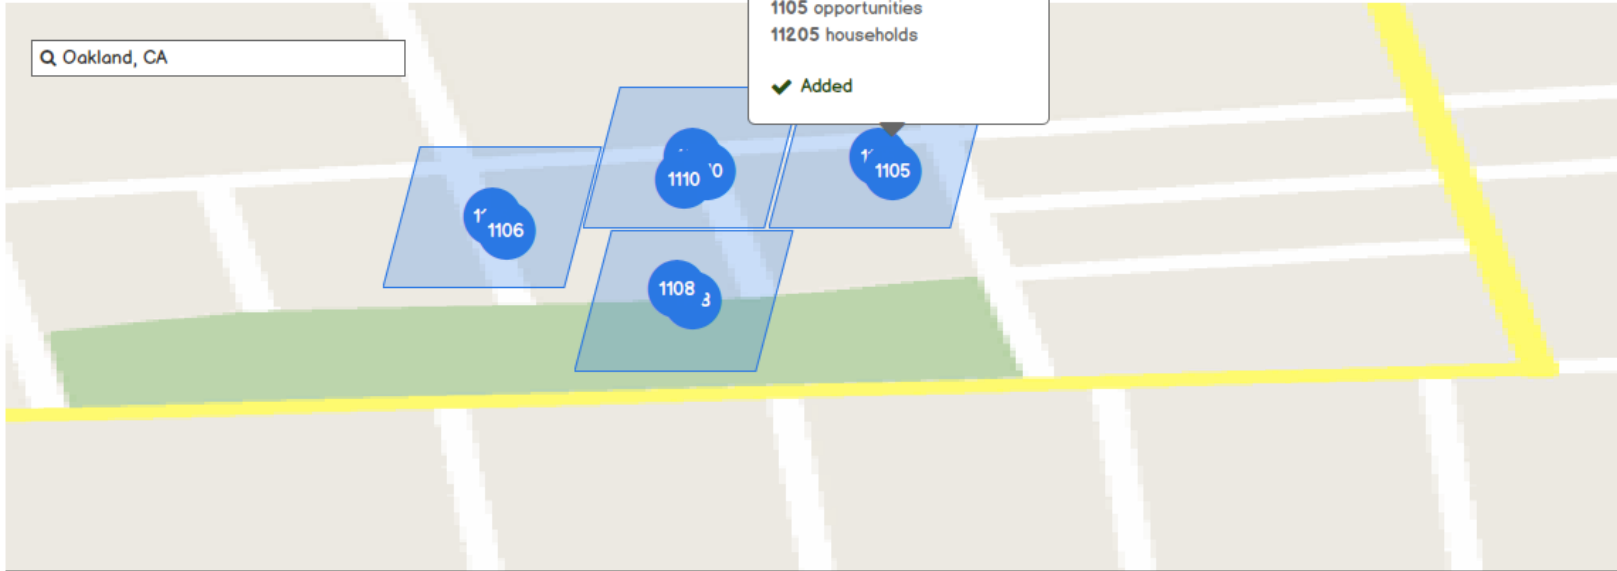 1105 opportunities
11205 households
Added
Oakland, CA
1110
1105
1106
1108